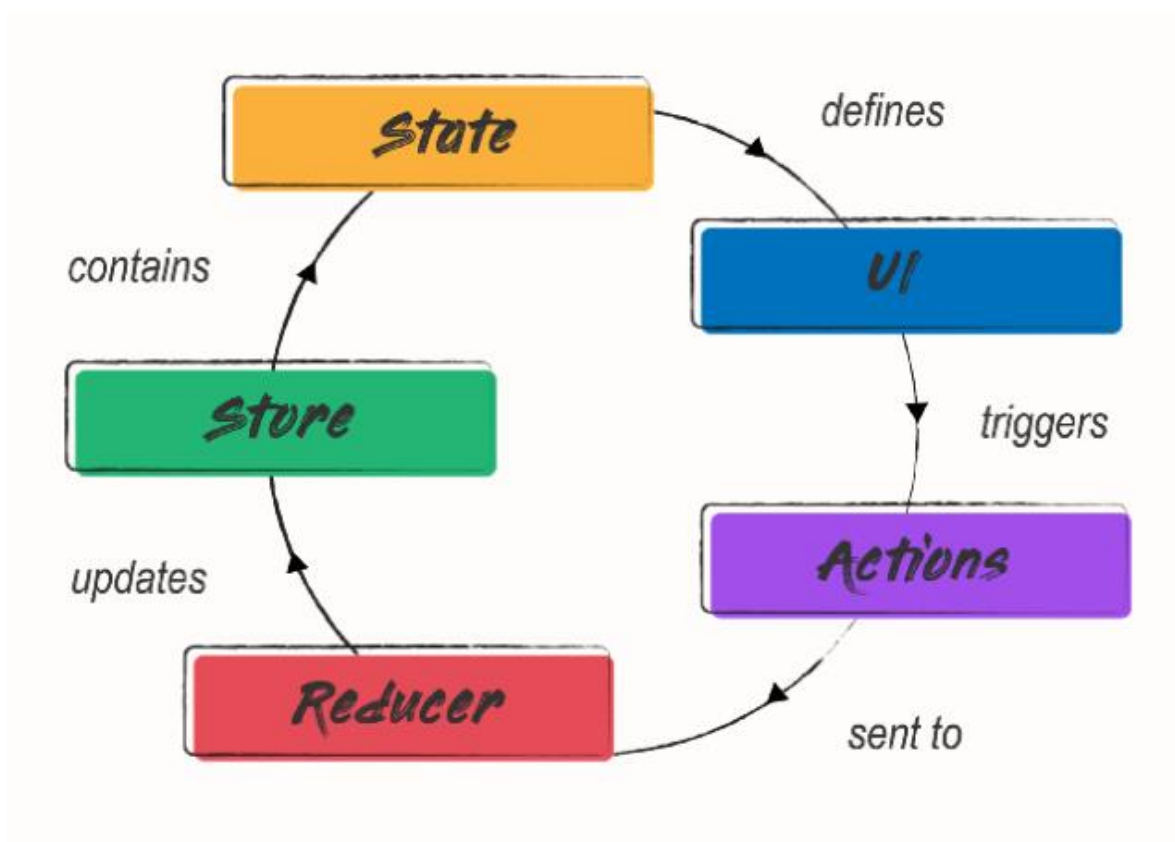 State
defines
UI
triggers
Actions
sent to
Reducer
updates
Store
contains